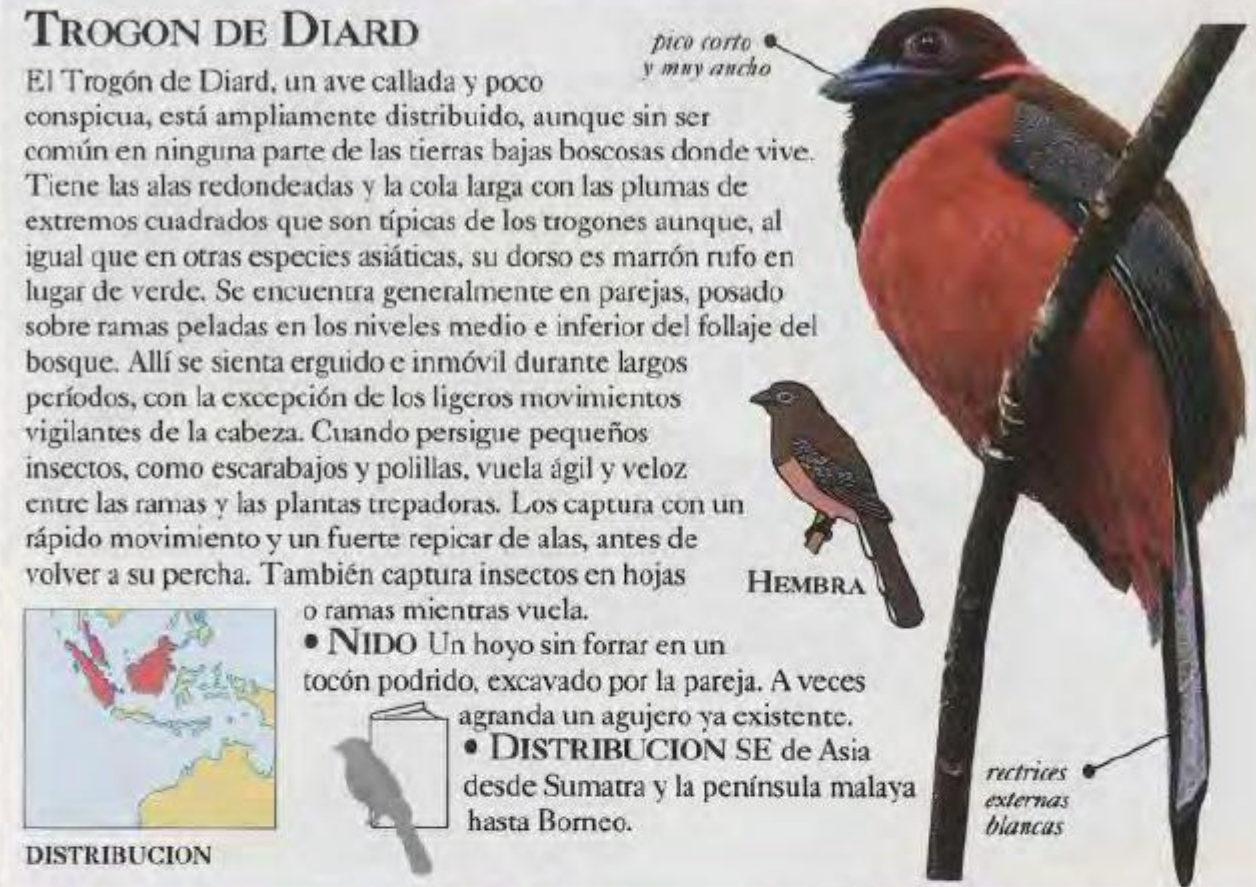 TROGON DE DIARD
El Trogón de Diard, un ave callada y poco
conspicua, está ampliamente distribuido, aunque sin ser
común en ninguna parte de las tierras bajas boscosas donde vive.
Tiene las alas redondeadas y la cola larga con las plumas de
extremos cuadrados que son típicas de los trogones aunque, al
igual que en otras especies asiáticas, su dorso es marrón rufo en
lugar de verde. Se encuentra generalmente en parejas, posado
sobre ramas peladas en los niveles medio e inferior del follaje del
bosque. Allí se sienta erguido e inmóvil durante largos
períodos, con la excepción de los ligeros movimientos
vigilantes de la cabeza. Cuando persigue pequeños
insectos, como escarabajos y polillas, vuela ágil y veloz
entre las ramas y las plantas trepadoras. Los captura con un
rápido movimiento y un fuerte repicar de alas, antes de
volver a su percha. También captura insectos en hojas
o ramas mientras vuela.
• NIDO Un hoyo sin forrar en un
tocón podrido, excavado por la pareja. A veces
agranda un agujero ya existente.
• DISTRIBUCION SE de Asia
desde Sumatra y la península malaya
hasta Borneo.
DISTRIBUCION
pico corto
y muy ancho
HEMBRA
rectrices
externas
blancas